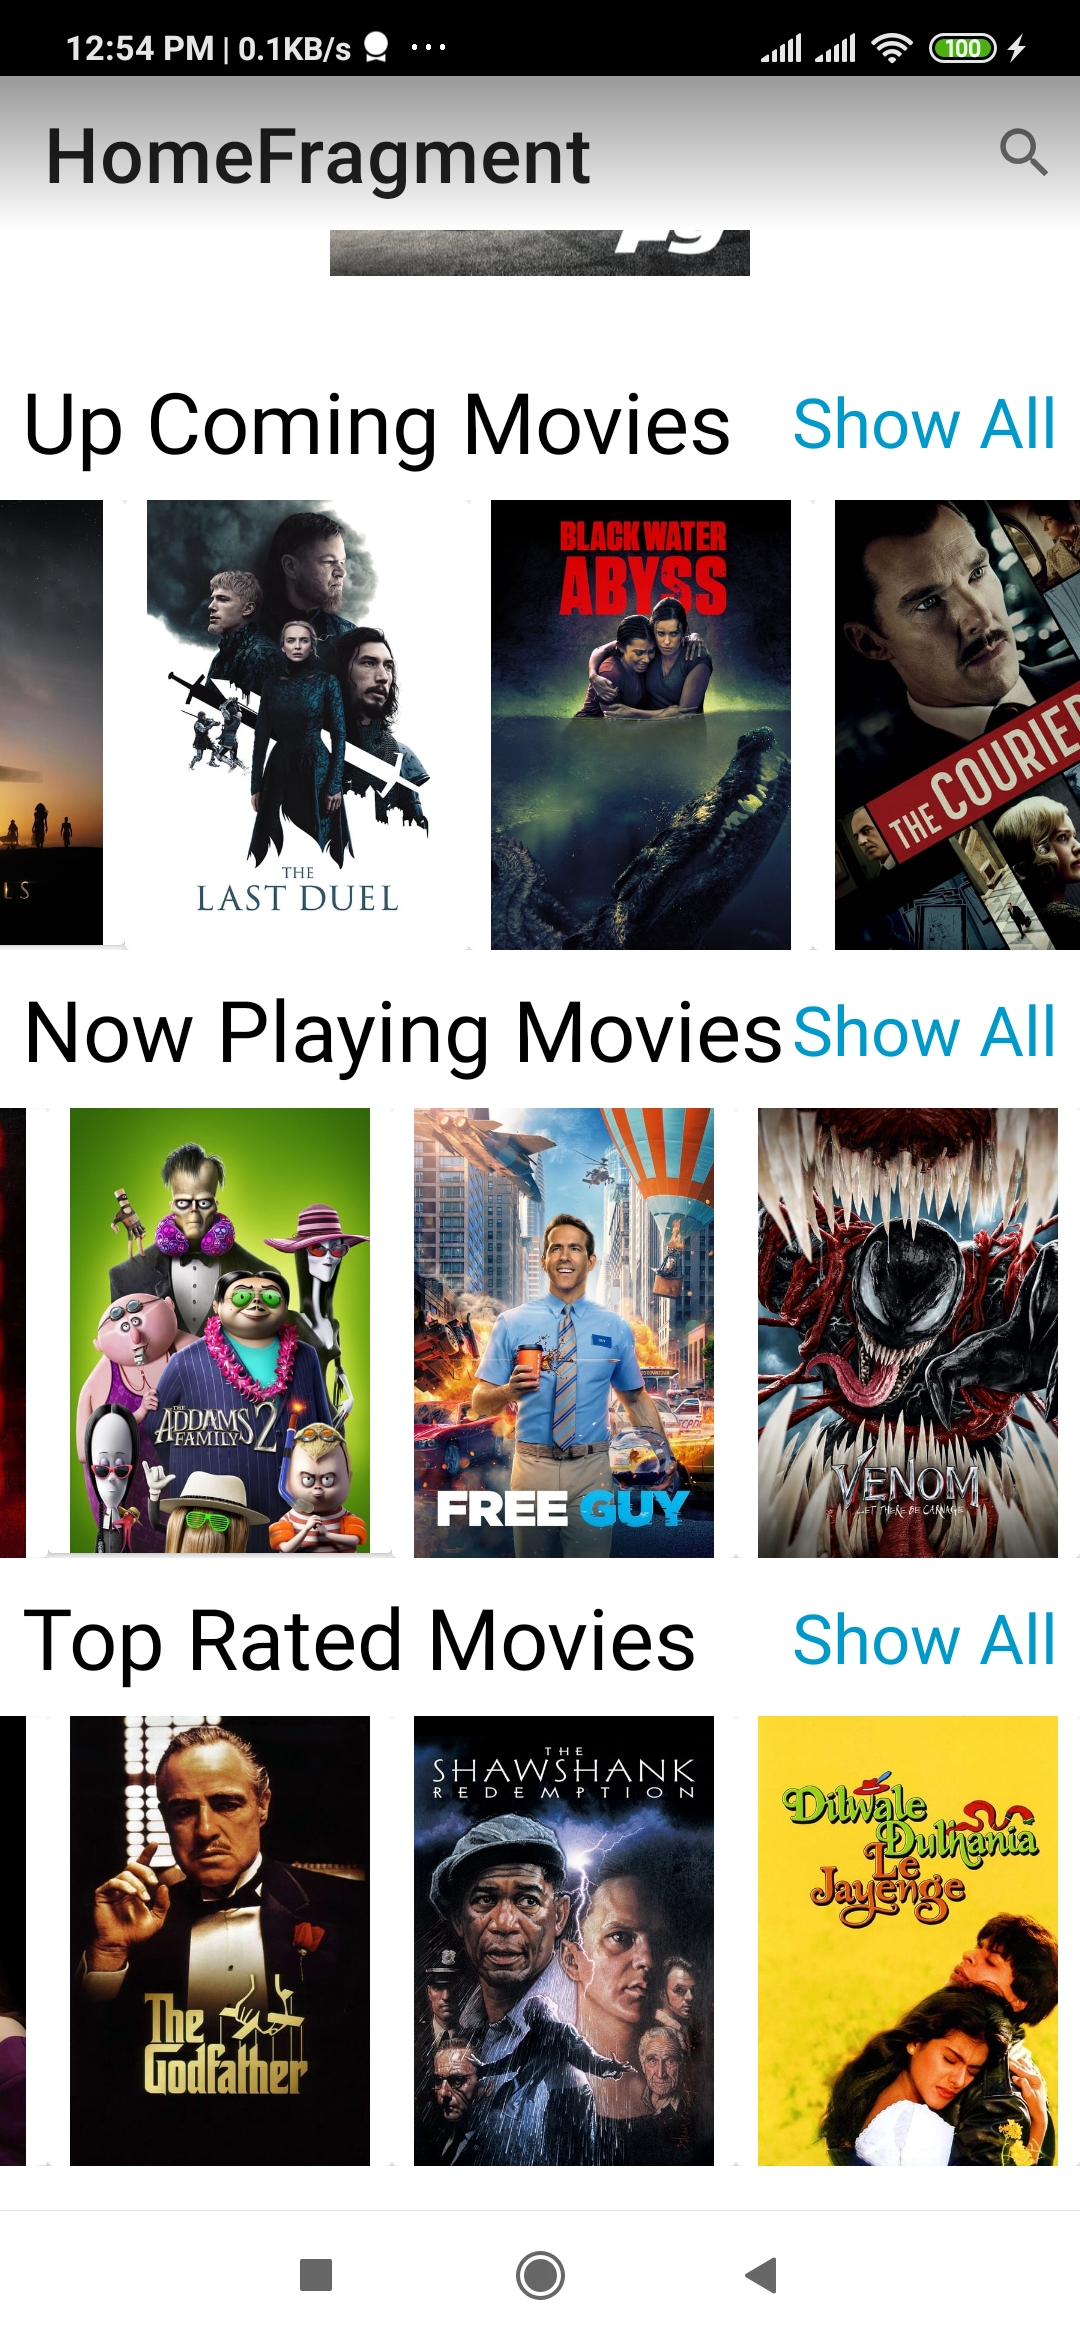 12:54 PM | 0.1KB/s ...
100
HomeFragment
F9
Up Coming Movies Show All
LS
THE
LAST DUEL
BLACK WATER
ABYSS
THE COURIER
Now Playing Movies Show All
THE
ADDAMS
FAMILY 2
FREE GUY
VENOM
LET THERE BE CARNAGE
Top Rated Movies Show All
The
Godfather
THE
SHAWSHANK
REDEMPTION
Dilwale
Dulhania
Le
Jayenge